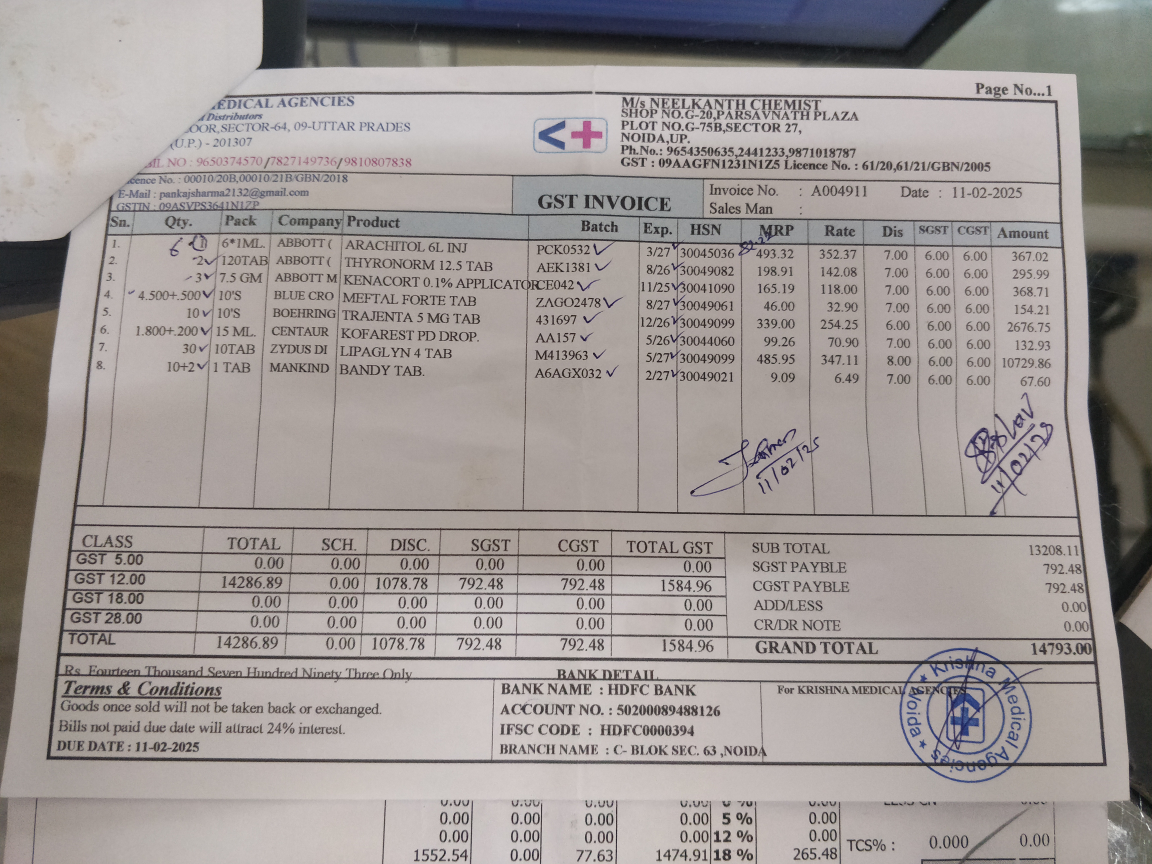 Page No...1
EDICAL AGENCIES
Distributors
OOR,SECTOR-64, 09-UTTAR PRADES
(U.P.) - 201307
NO : 9650374570/7827149736/9810807838
cence No. : 00010/20B,00010/21B/GBN/2018
E-Mail : pankajsharma2132@gmail.com
GSTIN : 09ASVPS3641N1ZP
M/s NEELKANTH CHEMIST
SHOP NO.G-20,PARSAVNATH PLAZA
PLOT NO.G-75B,SECTOR 27,
NOIDA,UP.
Ph.No.: 9654350635,2441233,9871018787
GST : 09AAGFN1231N1Z5 Licence No. : 61/20,61/21/GBN/2005
GST INVOICE
Invoice No. : A004911 Date : 11-02-2025
Sales Man :
Sn. Qty. Pack Company Product Batch Exp. HSN MRP Rate Dis SGST CGST Amount
1. 6 1 6*1ML. ABBOTT ( ARACHITOL 6L INJ PCK0532 3/27 30045036 493.32 352.37 7.00 6.00 6.00 367.02
2. 2 120TAB ABBOTT ( THYRONORM 12.5 TAB AEK1381 8/26 30049082 198.91 142.08 7.00 6.00 6.00 295.99
3. 3 7.5 GM ABBOTT M KENACORT 0.1% APPLICATOR CE042 11/25 30041090 165.19 118.00 7.00 6.00 6.00 368.71
4. 4.500+.500 10'S BLUE CRO MEFTAL FORTE TAB ZAGO2478 8/27 30049061 46.00 32.90 7.00 6.00 6.00 154.21
5. 10 10'S BOEHRING TRAJENTA 5 MG TAB 431697 12/26 30049099 339.00 254.25 6.00 6.00 6.00 2676.75
6. 1.800+.200 15 ML. CENTAUR KOFAREST PD DROP. AA157 5/26 30044060 99.26 70.90 7.00 6.00 6.00 132.93
7. 30 10TAB ZYDUS DI LIPAGLYN 4 TAB M413963 5/27 30049099 485.95 347.11 8.00 6.00 6.00 10729.86
8. 10+2 1 TAB MANKIND BANDY TAB. A6AGX032 2/27 30049021 9.09 6.49 7.00 6.00 6.00 67.60
11/02/25
11/02/25
CLASS TOTAL SCH. DISC. SGST CGST TOTAL GST
GST 5.00 0.00 0.00 0.00 0.00 0.00 0.00
GST 12.00 14286.89 0.00 1078.78 792.48 792.48 1584.96
GST 18.00 0.00 0.00 0.00 0.00 0.00 0.00
GST 28.00 0.00 0.00 0.00 0.00 0.00 0.00
TOTAL 14286.89 0.00 1078.78 792.48 792.48 1584.96
SUB TOTAL 13208.11
SGST PAYBLE 792.48
CGST PAYBLE 792.48
ADD/LESS 0.00
CR/DR NOTE 0.00
GRAND TOTAL 14793.00
Rs. Fourteen Thousand Seven Hundred Ninety Three Only
Terms & Conditions
Goods once sold will not be taken back or exchanged.
Bills not paid due date will attract 24% interest.
DUE DATE : 11-02-2025
BANK DETAIL
BANK NAME : HDFC BANK
ACCOUNT NO. : 50200089488126
IFSC CODE : HDFC0000394
BRANCH NAME : C- BLOK SEC. 63 ,NOIDA
For KRISHNA MEDICAL AGENCIES
Krishna Medical Agencies Noida
0.00 0.00 0.00 0.00 0.00
0.00 0.00 0.00 0.00 5 % 0.00
0.00 0.00 0.00 0.00 12 % 0.00
1552.54 0.00 77.63 1474.91 18 % 265.48
TCS% : 0.000 0.00